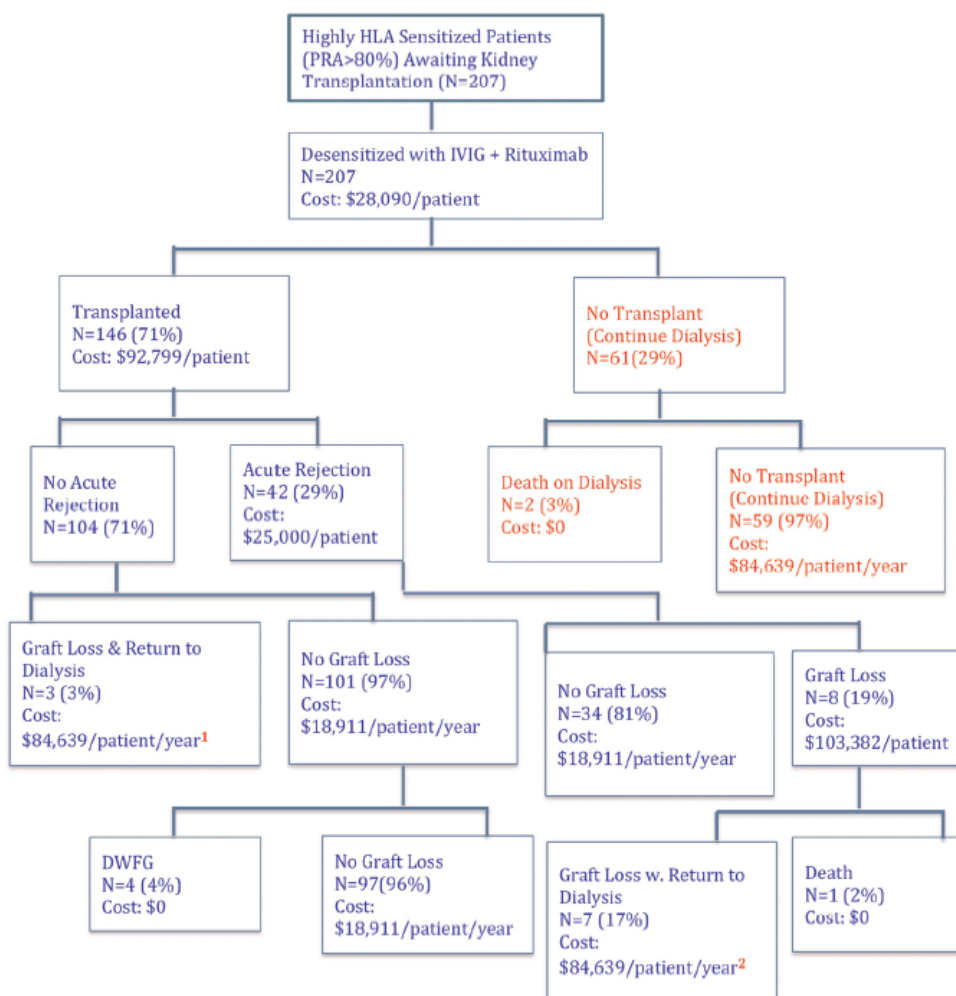 Highly HLA Sensitized Patients
(PRA>80%) Awaiting Kidney
Transplantation (N=207)
Desensitized with IVIG + Rituximab
N=207
Cost: $28,090/patient
Transplanted
N=146 (71%)
Cost: $92,799/patient
No Transplant
(Continue Dialysis)
N=61(29%)
No Acute
Rejection
N=104 (71%)
Acute Rejection
N=42 (29%)
Cost:
$25,000/patient
Death on Dialysis
N=2 (3%)
Cost: $0
No Transplant
(Continue Dialysis)
N=59 (97%)
Cost:
$84,639/patient/year
Graft Loss & Return to
Dialysis
N=3 (3%)
Cost:
$84,639/patient/year1
No Graft Loss
N=101 (97%)
Cost:
$18,911/patient/year
No Graft Loss
N=34 (81%)
Cost:
$18,911/patient/year
Graft Loss
N=8 (19%)
Cost:
$103,382/patient
DWFG
N=4 (4%)
Cost: $0
No Graft Loss
N=97(96%)
Cost:
$18,911/patient/year
Graft Loss w. Return to
Dialysis
N=7 (17%)
Cost:
$84,639/patient/year2
Death
N=1 (2%)
Cost: $0